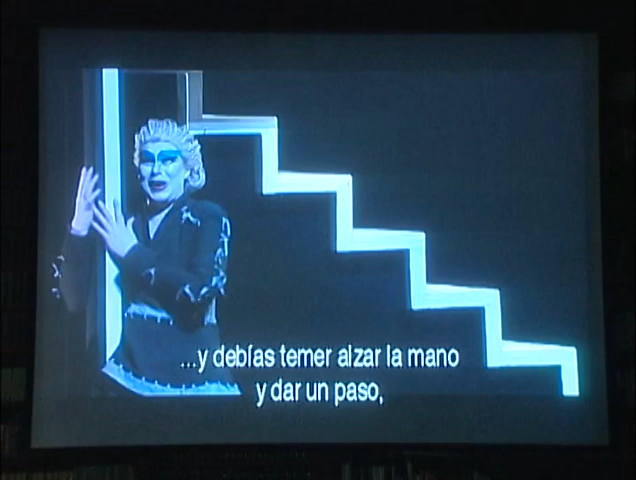 ...y debías temer alzar la mano
y dar un paso,